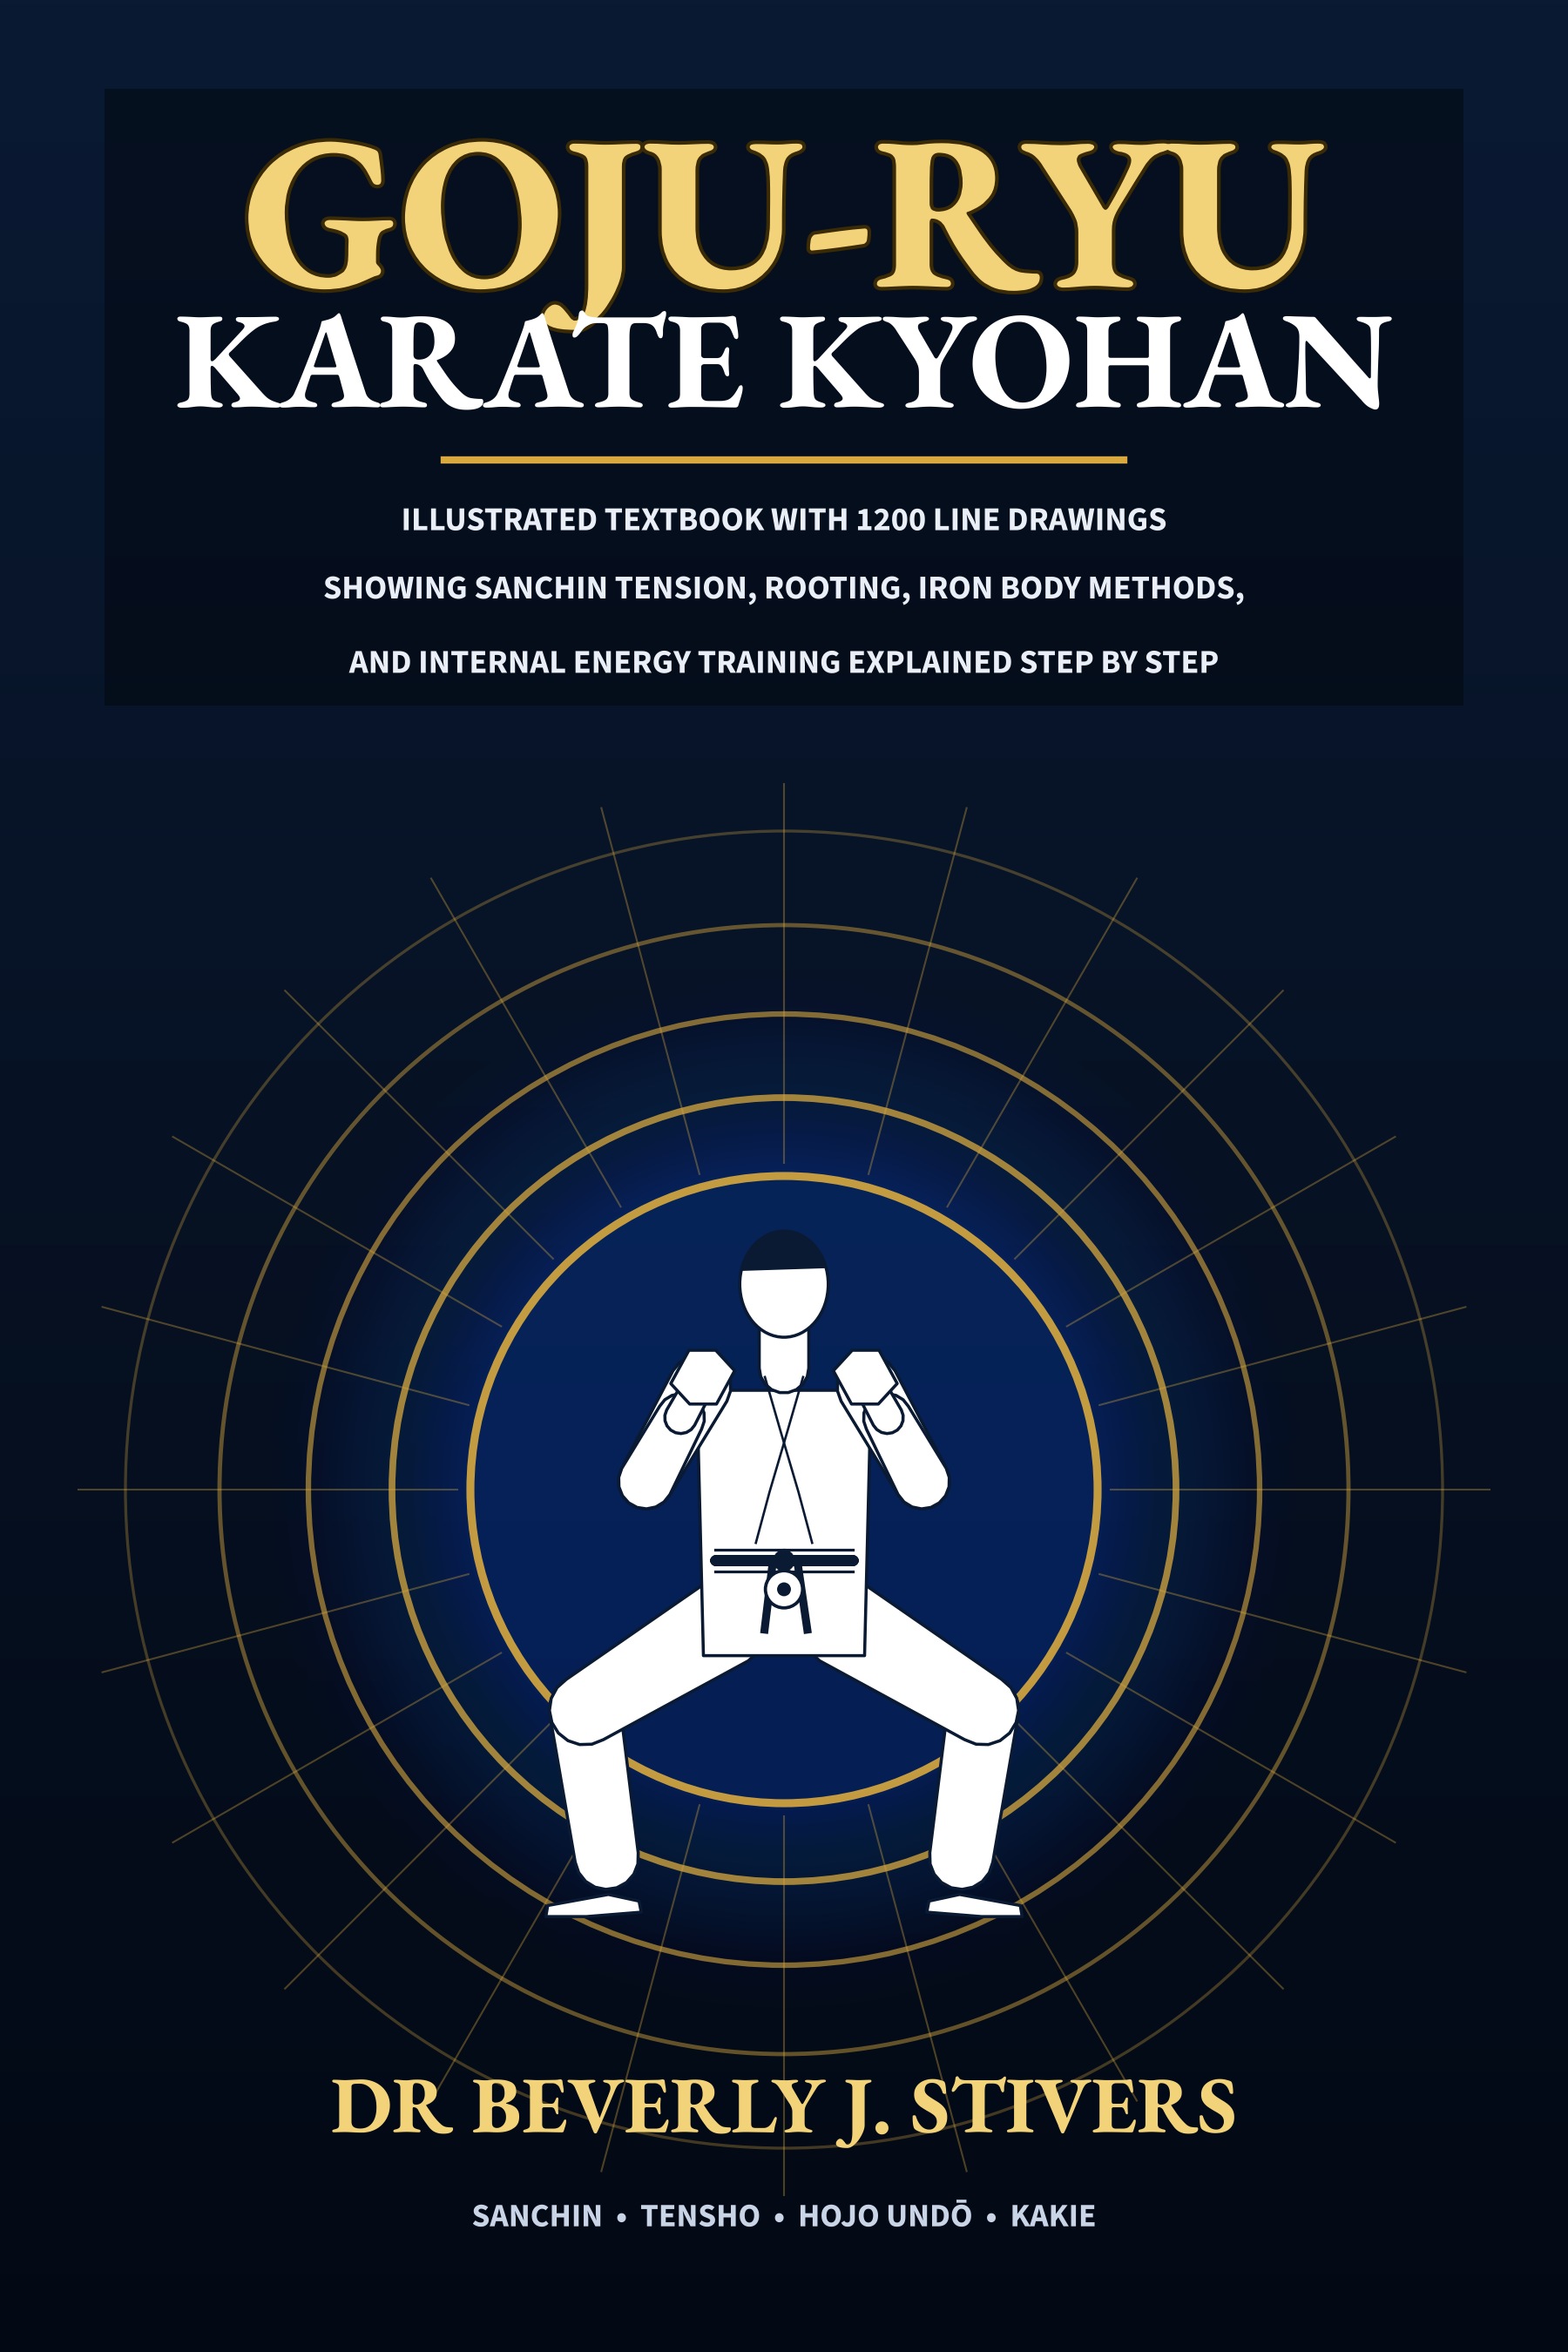 GOJU-RYU
KARATE KYOHAN
ILLUSTRATED TEXTBOOK WITH 1200 LINE DRAWINGS
SHOWING SANCHIN TENSION, ROOTING, IRON BODY METHODS,
AND INTERNAL ENERGY TRAINING EXPLAINED STEP BY STEP
DR BEVERLY J. STIVERS
SANCHIN • TENSHO • HOJO UNDŌ • KAKIE